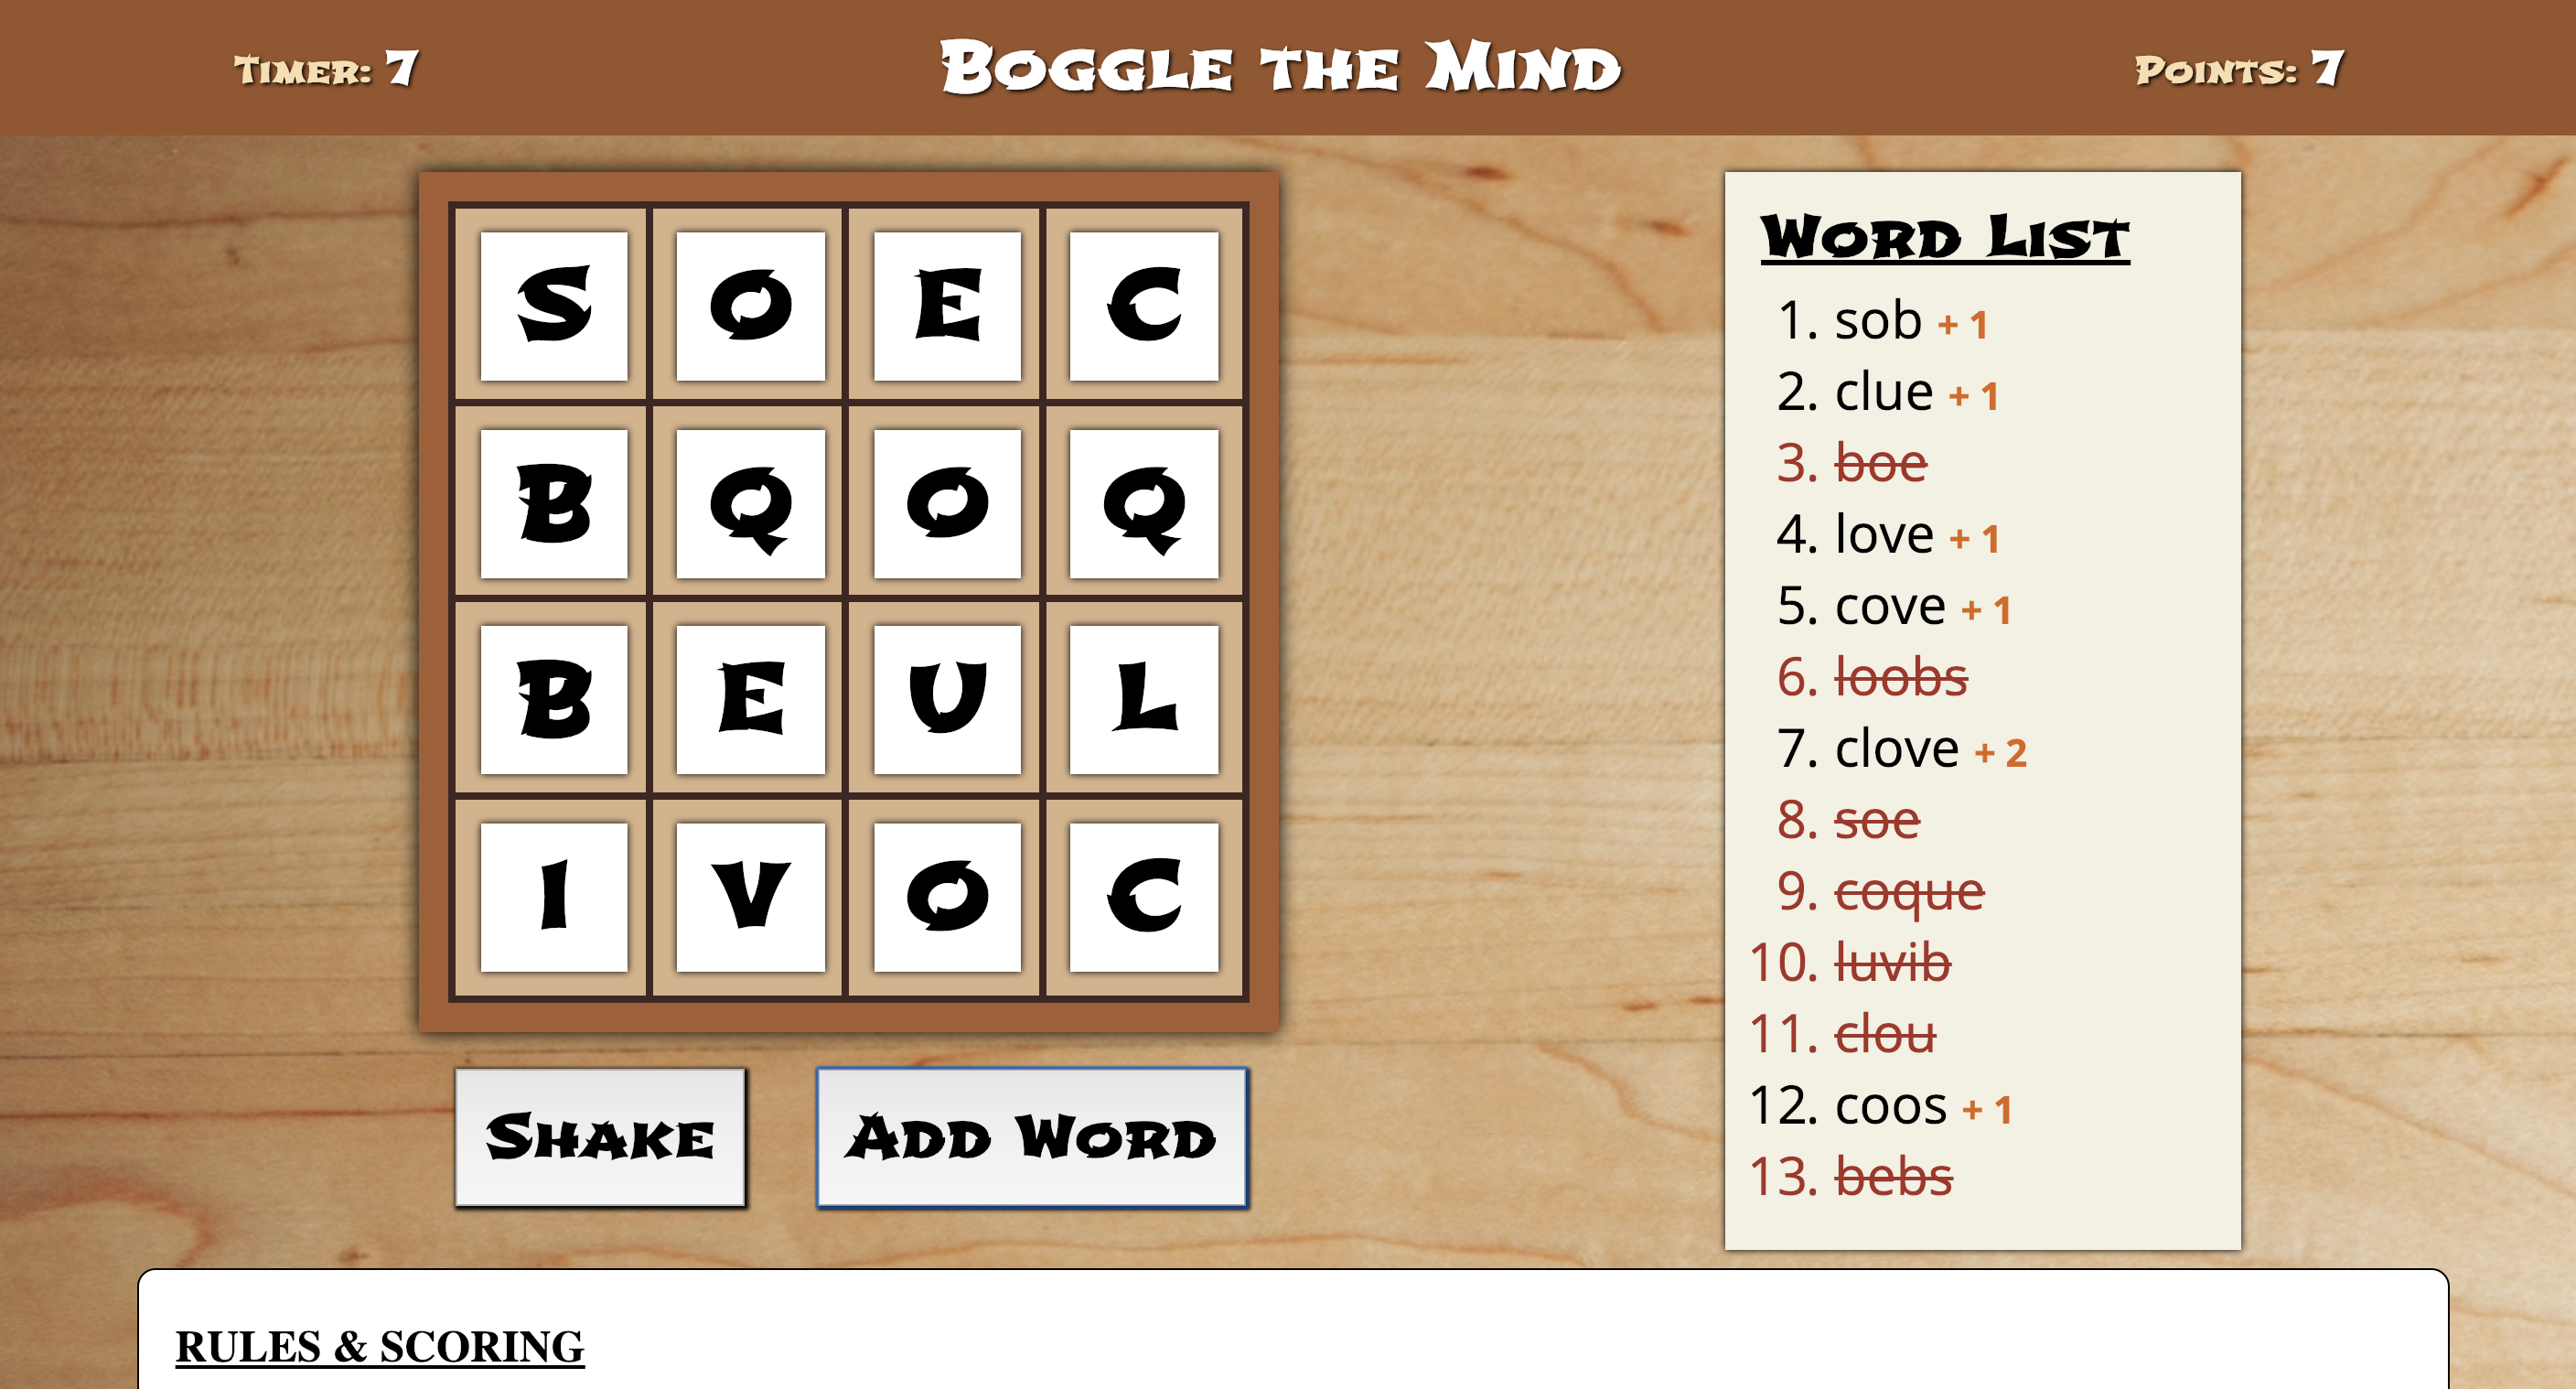 Timer: 7
Boggle the Mind
Points: 7
S O E C
B Q O Q
B E U L
I V O C
Shake
Add Word
Word List
1. sob + 1
2. clue + 1
3. boe
4. love + 1
5. cove + 1
6. loobs
7. clove + 2
8. soe
9. coque
10. luvib
11. clou
12. coos + 1
13. bebs
RULES & SCORING